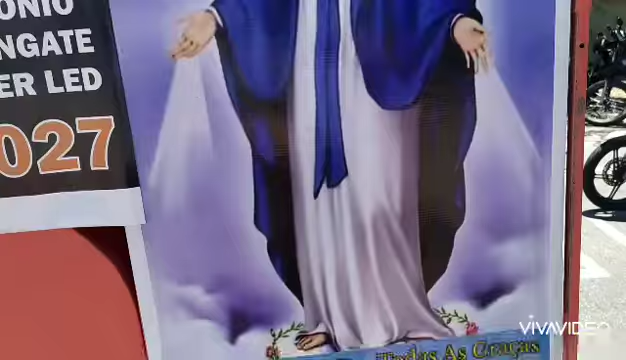 ONIO
NGATE
ER LED
027
Todas As Graças
VIVAVIDEO